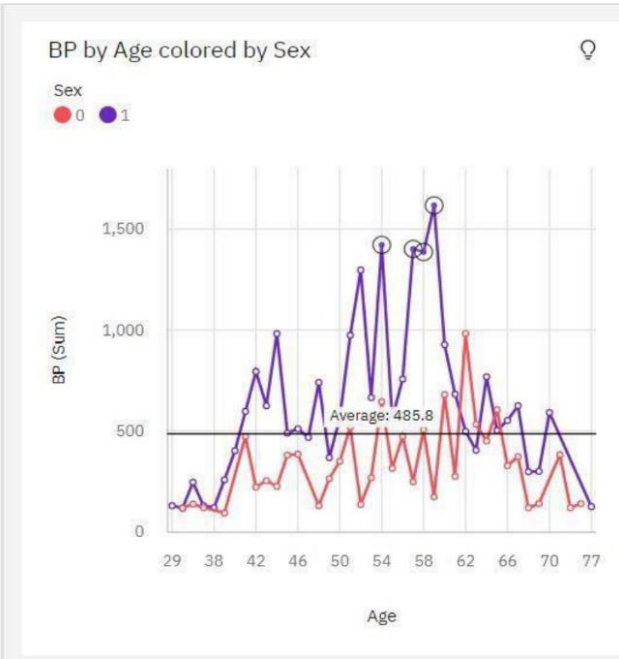 BP by Age colored by Sex
Sex
0 1
1,500
1,000
500
0
BP (Sum)
Average: 485.8
29 38 42 46 50 54 58 62 66 70 77
Age